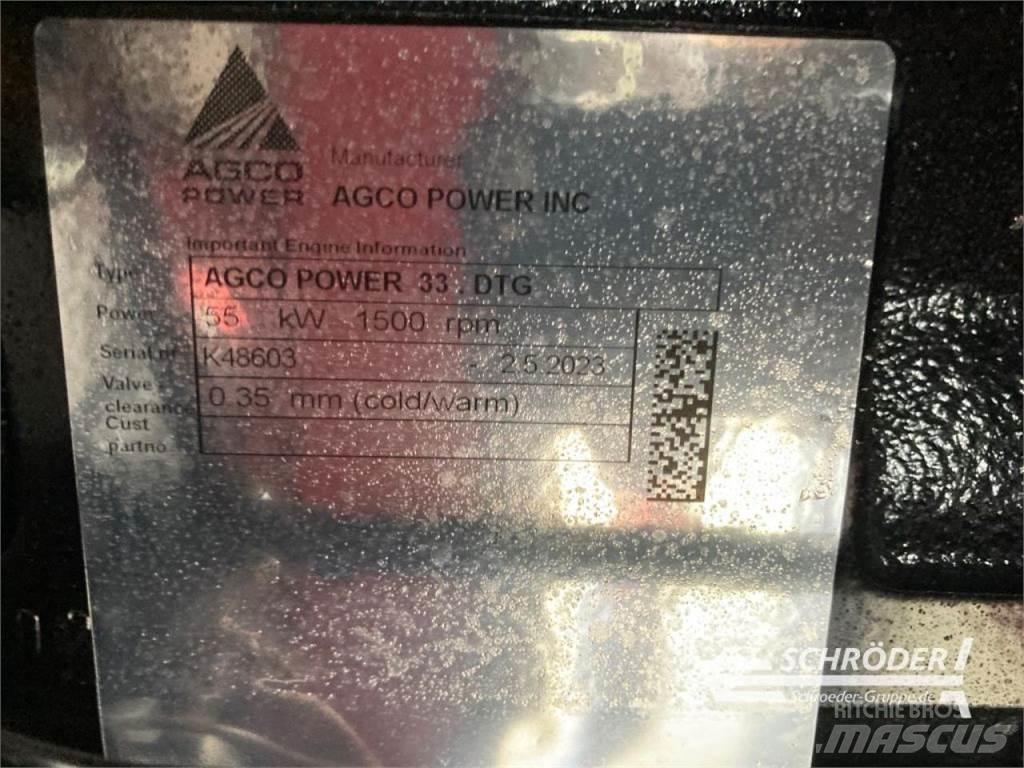 AGCO
POWER
Manufacturer
AGCO POWER INC
Important Engine Information
Type AGCO POWER 33 . DTG
Power 55 kW 1500 rpm
Serial nr K48603 - 2.5.2023
Valve
clearance 0.35 mm (cold/warm)
Cust
partno
SCHRÖDER
Schroeder-Gruppe.de
RITCHIE BROS
MASCUS